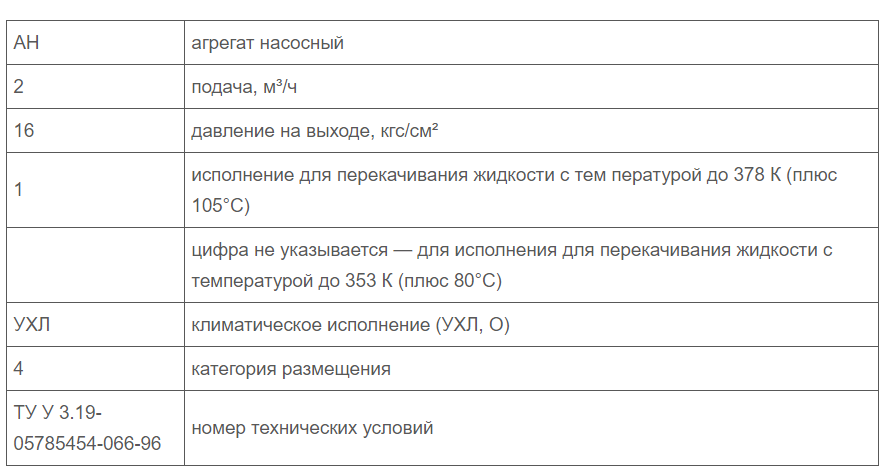 АН агрегат насосный
2 подача, м³/ч
16 давление на выходе, кгс/см²
1 исполнение для перекачивания жидкости с тем пературой до 378 К (плюс
105°С)
цифра не указывается — для исполнения для перекачивания жидкости с
температурой до 353 К (плюс 80°С)
УХЛ климатическое исполнение (УХЛ, О)
4 категория размещения
ТУ У 3.19-
05785454-066-96
номер технических условий